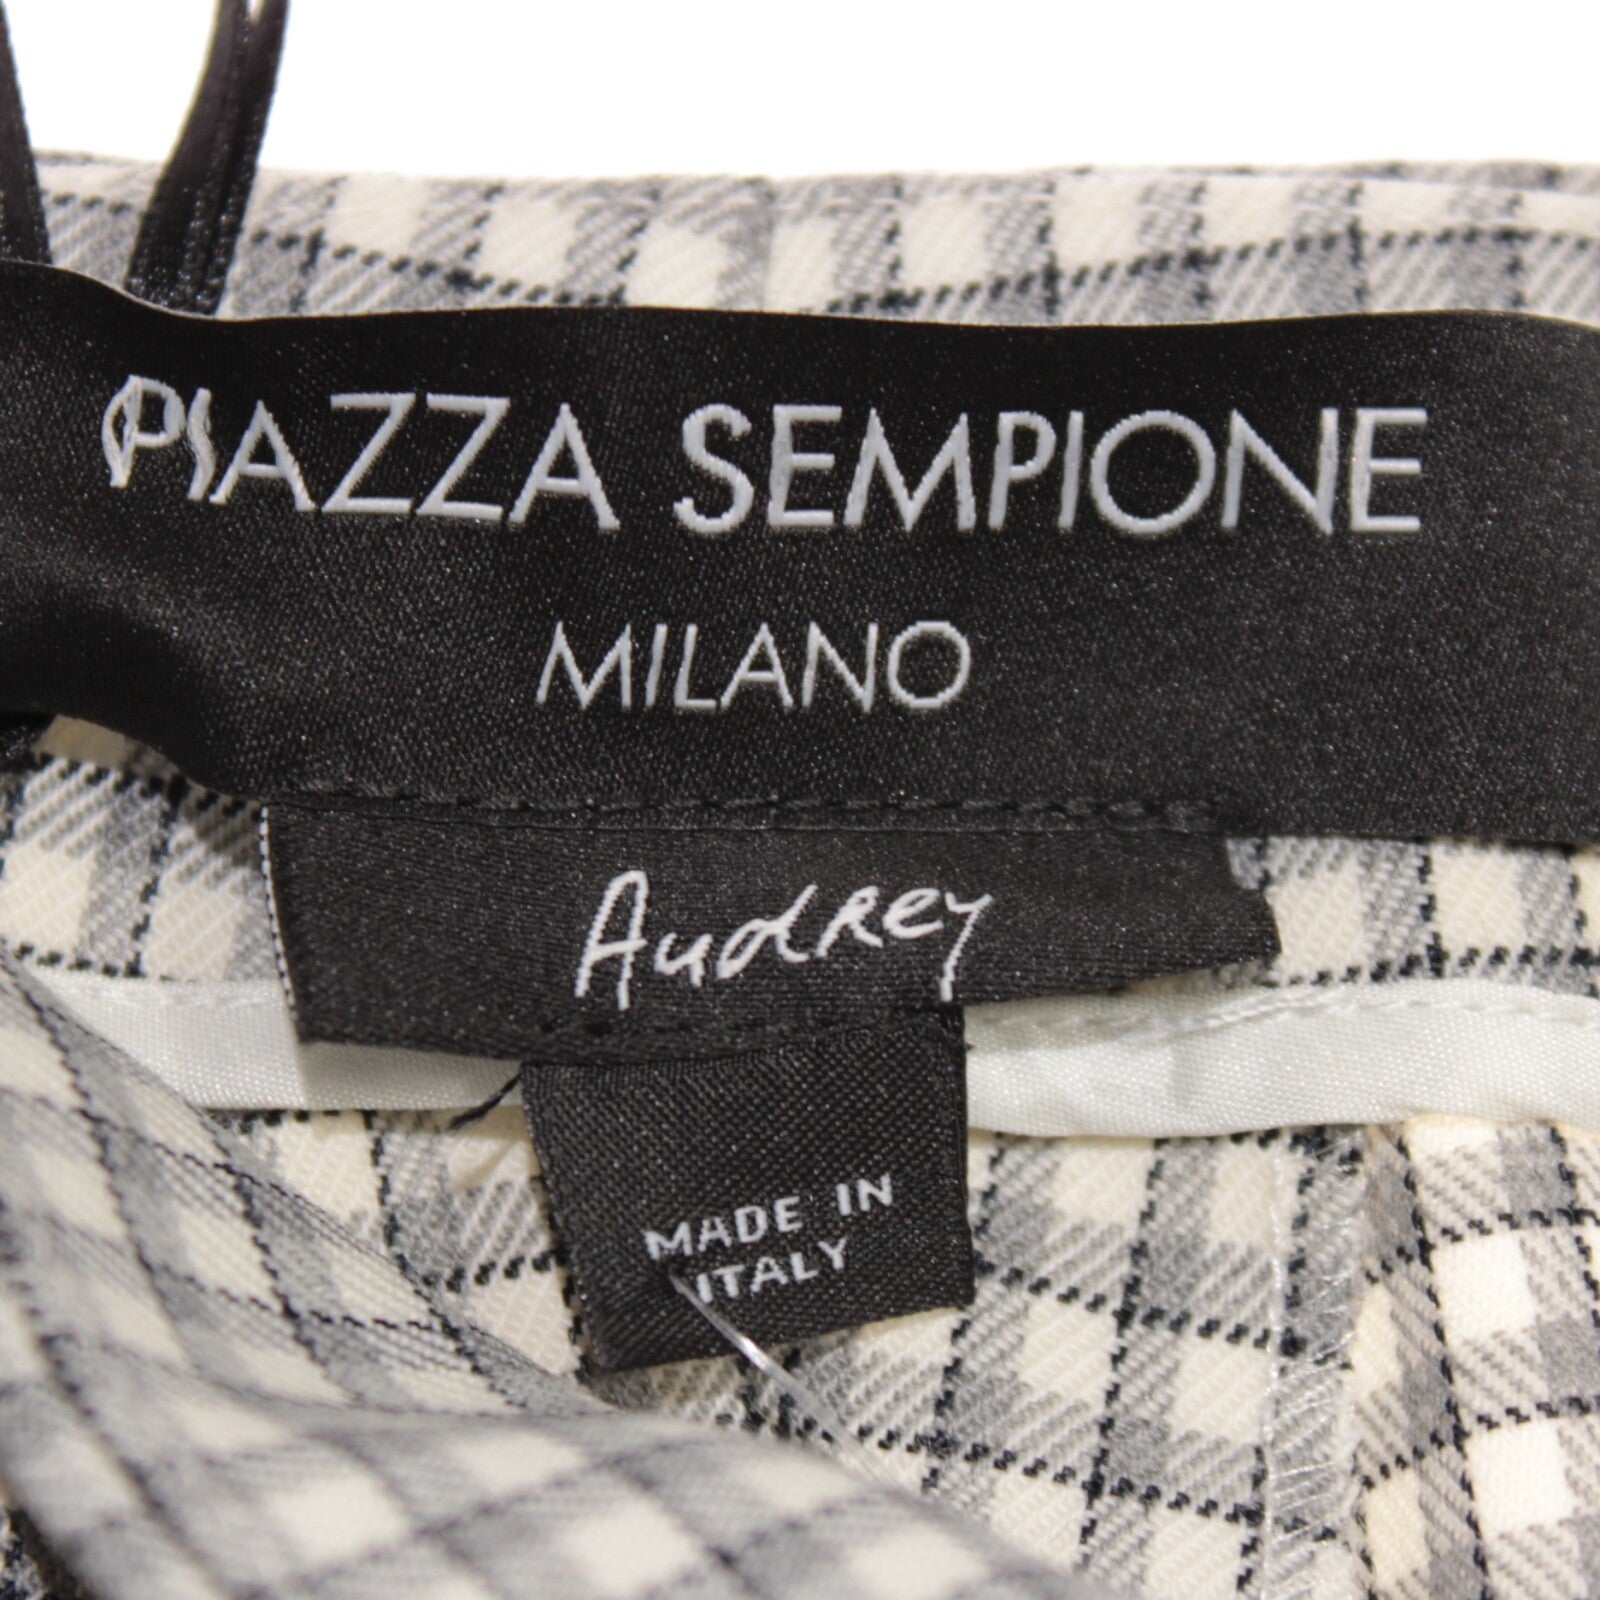 PIAZZA SEMPIONE
MILANO
Audrey
MADE IN
ITALY